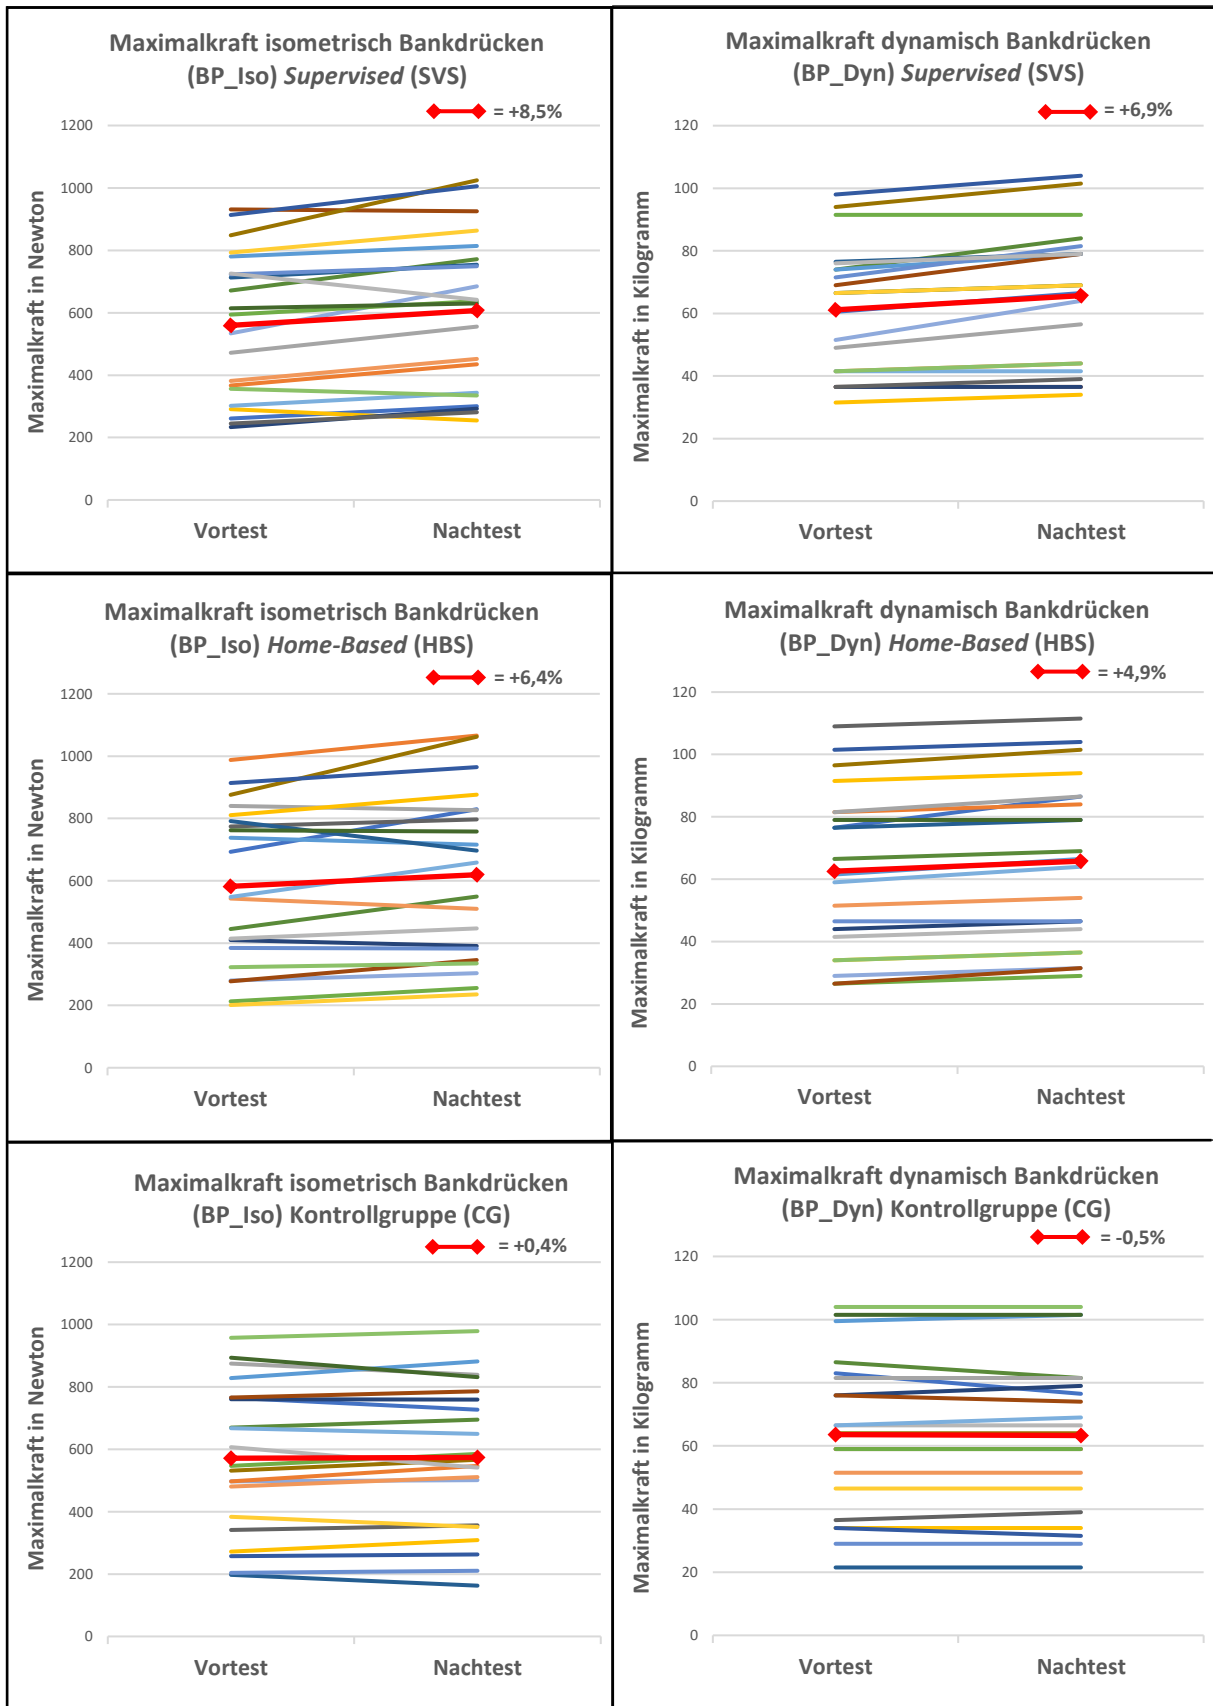 Maximalkraft isometrisch Bankdrücken
(BP_Iso) Supervised (SVS)
= +8,5%
Maximalkraft in Newton
1200
1000
800
600
400
200
0
Vortest
Nachtest
Maximalkraft dynamisch Bankdrücken
(BP_Dyn) Supervised (SVS)
= +6,9%
Maximalkraft in Kilogramm
120
100
80
60
40
20
0
Vortest
Nachtest
Maximalkraft isometrisch Bankdrücken
(BP_Iso) Home-Based (HBS)
= +6,4%
Maximalkraft in Newton
1200
1000
800
600
400
200
0
Vortest
Nachtest
Maximalkraft dynamisch Bankdrücken
(BP_Dyn) Home-Based (HBS)
= +4,9%
Maximalkraft in Kilogramm
120
100
80
60
40
20
0
Vortest
Nachtest
Maximalkraft isometrisch Bankdrücken
(BP_Iso) Kontrollgruppe (CG)
= +0,4%
Maximalkraft in Newton
1200
1000
800
600
400
200
0
Vortest
Nachtest
Maximalkraft dynamisch Bankdrücken
(BP_Dyn) Kontrollgruppe (CG)
= -0,5%
Maximalkraft in Kilogramm
120
100
80
60
40
20
0
Vortest
Nachtest